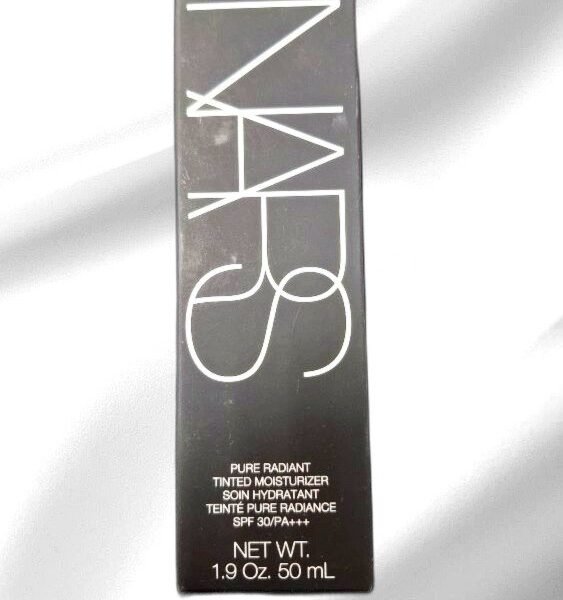 NARS
PURE RADIANT
TINTED MOISTURIZER
SOIN HYDRATANT
TEINTÉ PURE RADIANCE
SPF 30/PA+++
NET WT.
1.9 Oz. 50 mL